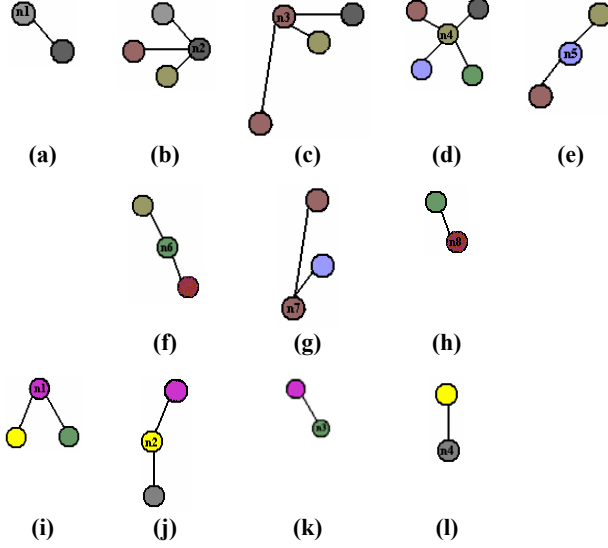 n1 n2 n3 n4 n5
(a) (b) (c) (d) (e)
n6 n7 n8
(f) (g) (h)
n1 n2 n3 n4
(i) (j) (k) (l)